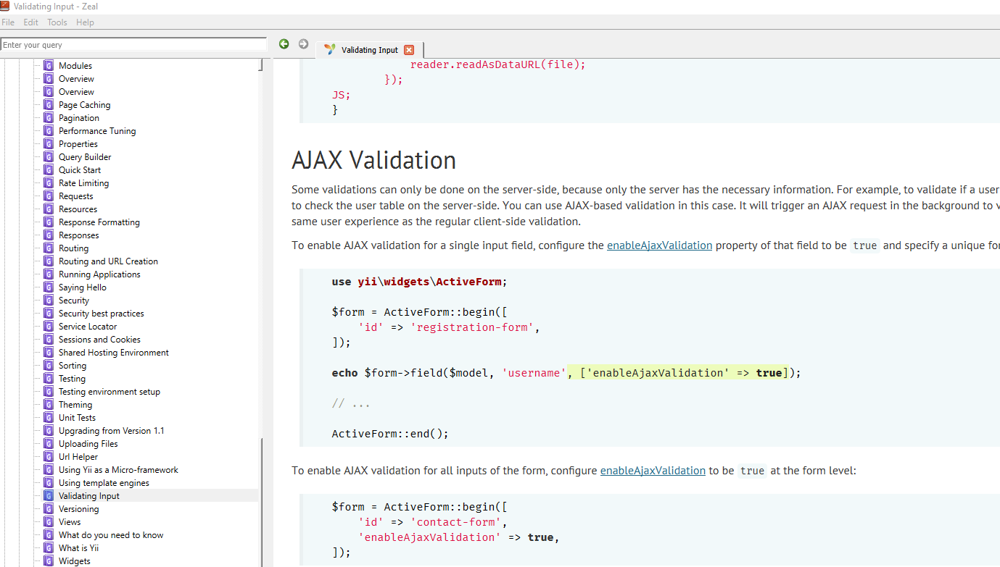 Validating Input - Zeal
File Edit Tools Help
Enter your query
Validating Input
Modules
Overview
Overview
Page Caching
Pagination
Performance Tuning
Properties
Query Builder
Quick Start
Rate Limiting
Requests
Resources
Response Formatting
Responses
Routing
Routing and URL Creation
Running Applications
Saying Hello
Security
Security best practices
Service Locator
Sessions and Cookies
Shared Hosting Environment
Sorting
Testing
Testing environment setup
Theming
Unit Tests
Upgrading from Version 1.1
Uploading Files
Url Helper
Using Yii as a Micro-framework
Using template engines
Validating Input
Versioning
Views
What do you need to know
What is Yii
Widgets
reader.readAsDataURL(file);
});
JS;
}
AJAX Validation
Some validations can only be done on the server-side, because only the server has the necessary information. For example, to validate if a user
to check the user table on the server-side. You can use AJAX-based validation in this case. It will trigger an AJAX request in the background to v
same user experience as the regular client-side validation.
To enable AJAX validation for a single input field, configure the enableAjaxValidation property of that field to be true and specify a unique for
use yii\widgets\ActiveForm;
$form = ActiveForm::begin([
'id' => 'registration-form',
]);
echo $form->field($model, 'username', ['enableAjaxValidation' => true]);
// ...
ActiveForm::end();
To enable AJAX validation for all inputs of the form, configure enableAjaxValidation to be true at the form level:
$form = ActiveForm::begin([
'id' => 'contact-form',
'enableAjaxValidation' => true,
]);